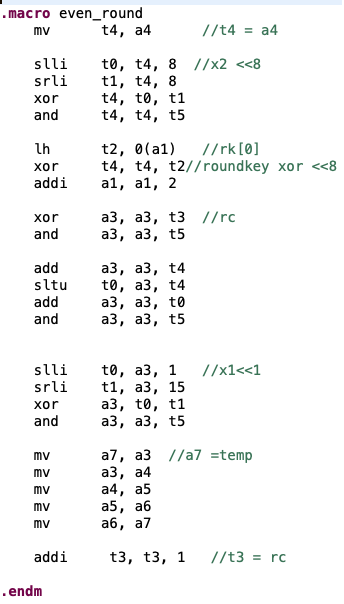 .macro even_round
mv t4, a4 //t4 = a4
slli t0, t4, 8 //x2 <<8
srli t1, t4, 8
xor t4, t0, t1
and t4, t4, t5
lh t2, 0(a1) //rk[0]
xor t4, t4, t2//roundkey xor <<8
addi a1, a1, 2
xor a3, a3, t3 //rc
and a3, a3, t5
add a3, a3, t4
sltu t0, a3, t4
add a3, a3, t0
and a3, a3, t5
slli t0, a3, 1 //x1<<1
srli t1, a3, 15
xor a3, t0, t1
and a3, a3, t5
mv a7, a3 //a7 =temp
mv a3, a4
mv a4, a5
mv a5, a6
mv a6, a7
addi t3, t3, 1 //t3 = rc
.endm